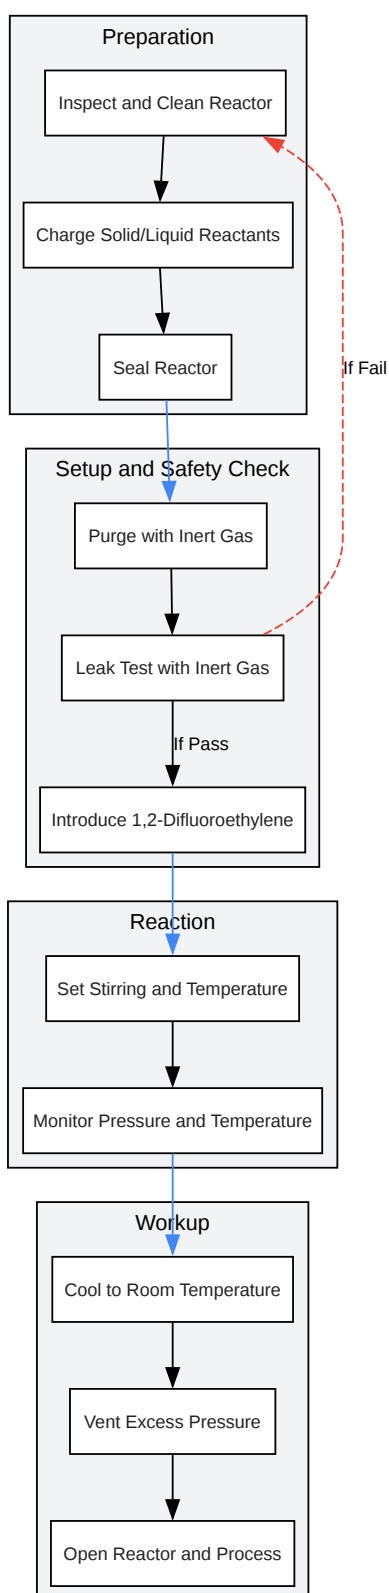 Preparation
Inspect and Clean Reactor
Charge Solid/Liquid Reactants
Seal Reactor
If Fail
Setup and Safety Check
Purge with Inert Gas
Leak Test with Inert Gas
If Pass
Introduce 1,2-Difluoroethylene
Reaction
Set Stirring and Temperature
Monitor Pressure and Temperature
Workup
Cool to Room Temperature
Vent Excess Pressure
Open Reactor and Process